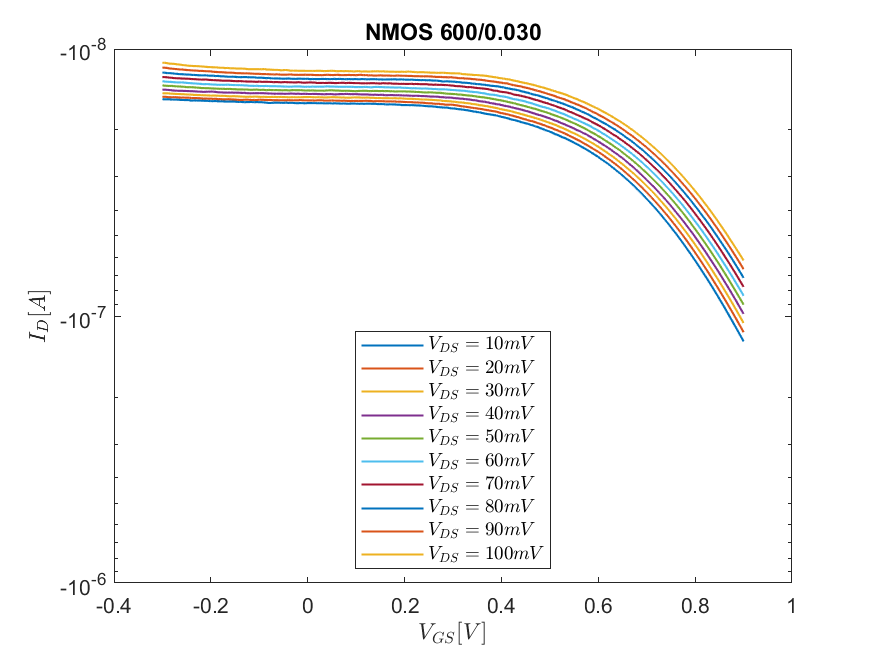 NMOS 600/0.030
-10^-8
-10^-7
-10^-6
I_D[A]
V_DS = 10mV
V_DS = 20mV
V_DS = 30mV
V_DS = 40mV
V_DS = 50mV
V_DS = 60mV
V_DS = 70mV
V_DS = 80mV
V_DS = 90mV
V_DS = 100mV
-0.4 -0.2 0 0.2 0.4 0.6 0.8 1
V_GS[V]